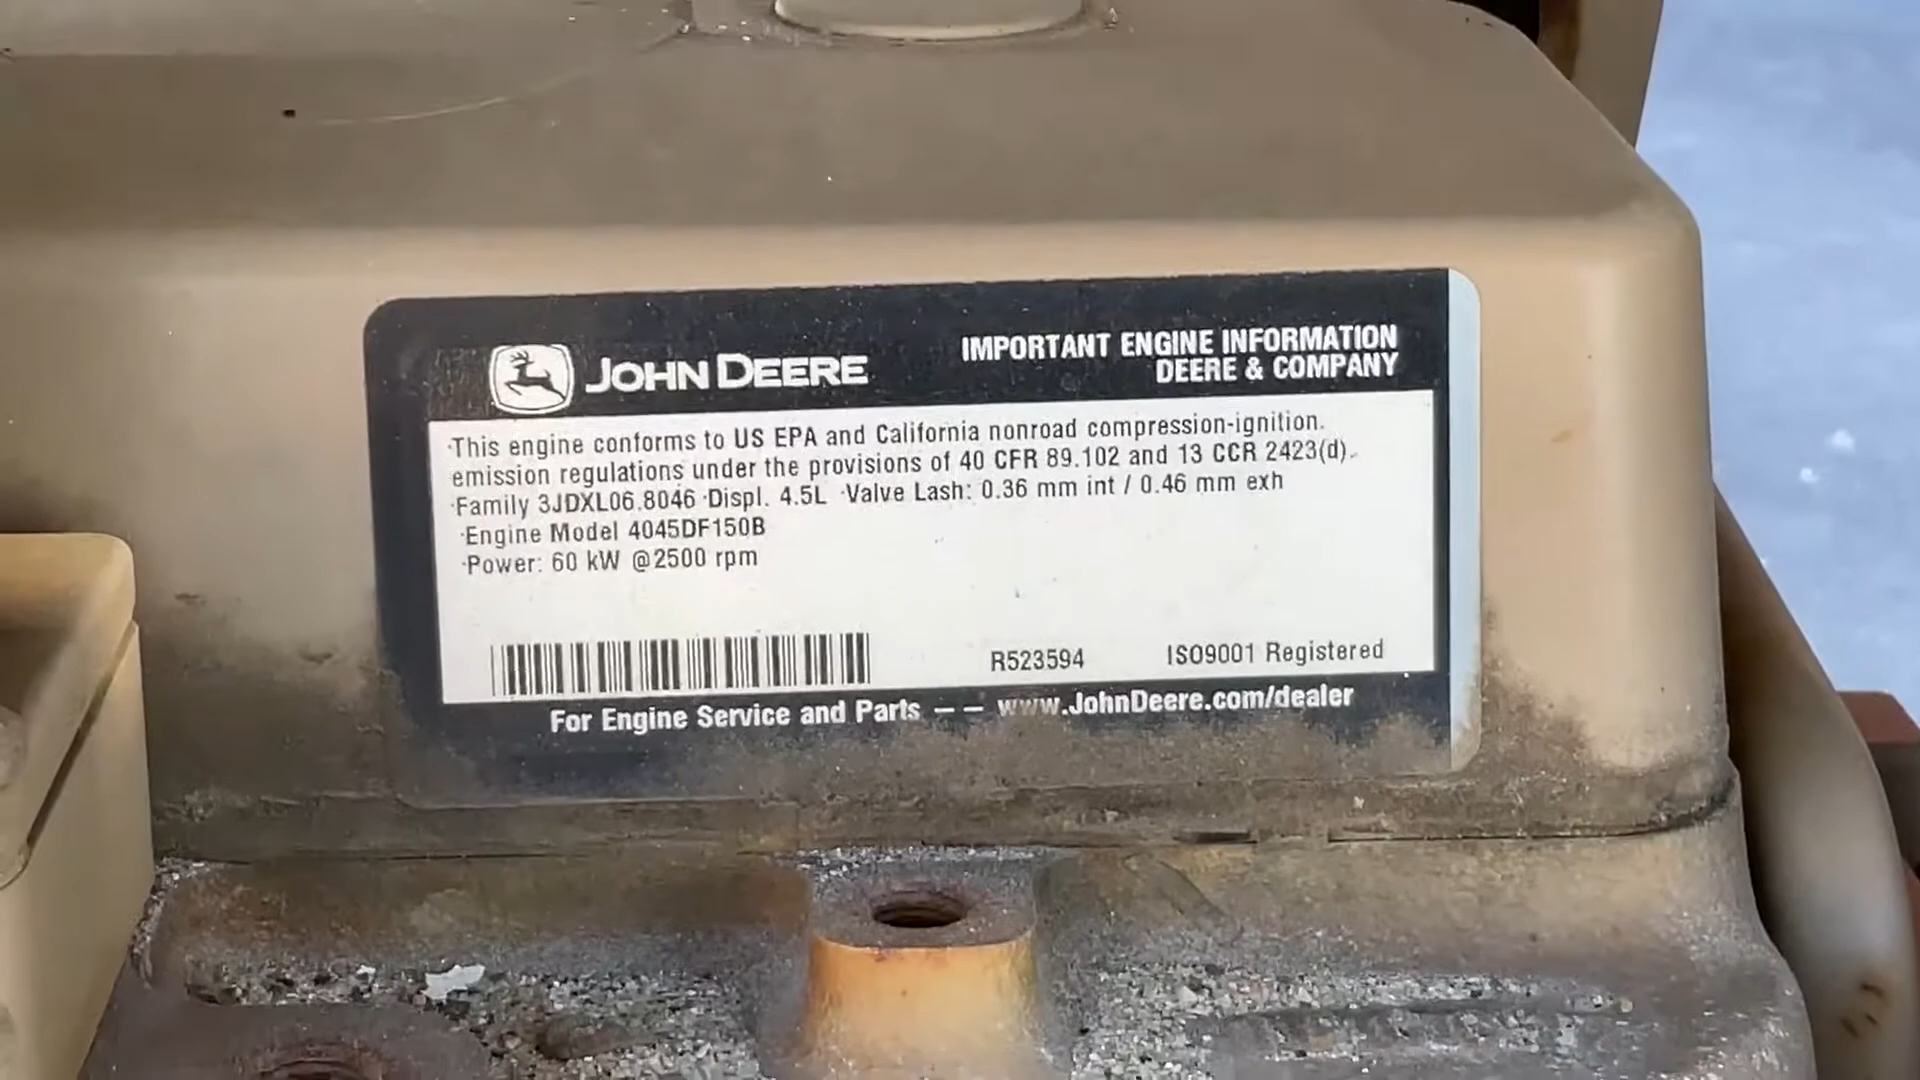 JOHN DEERE
IMPORTANT ENGINE INFORMATION
DEERE & COMPANY
·This engine conforms to US EPA and California nonroad compression-ignition.
emission regulations under the provisions of 40 CFR 89.102 and 13 CCR 2423(d).
·Family 3JDXL06.8046 ·Displ. 4.5L ·Valve Lash: 0.36 mm int / 0.46 mm exh
·Engine Model 4045DF150B
·Power: 60 kW @2500 rpm
R523594 ISO9001 Registered
For Engine Service and Parts – – www.JohnDeere.com/dealer